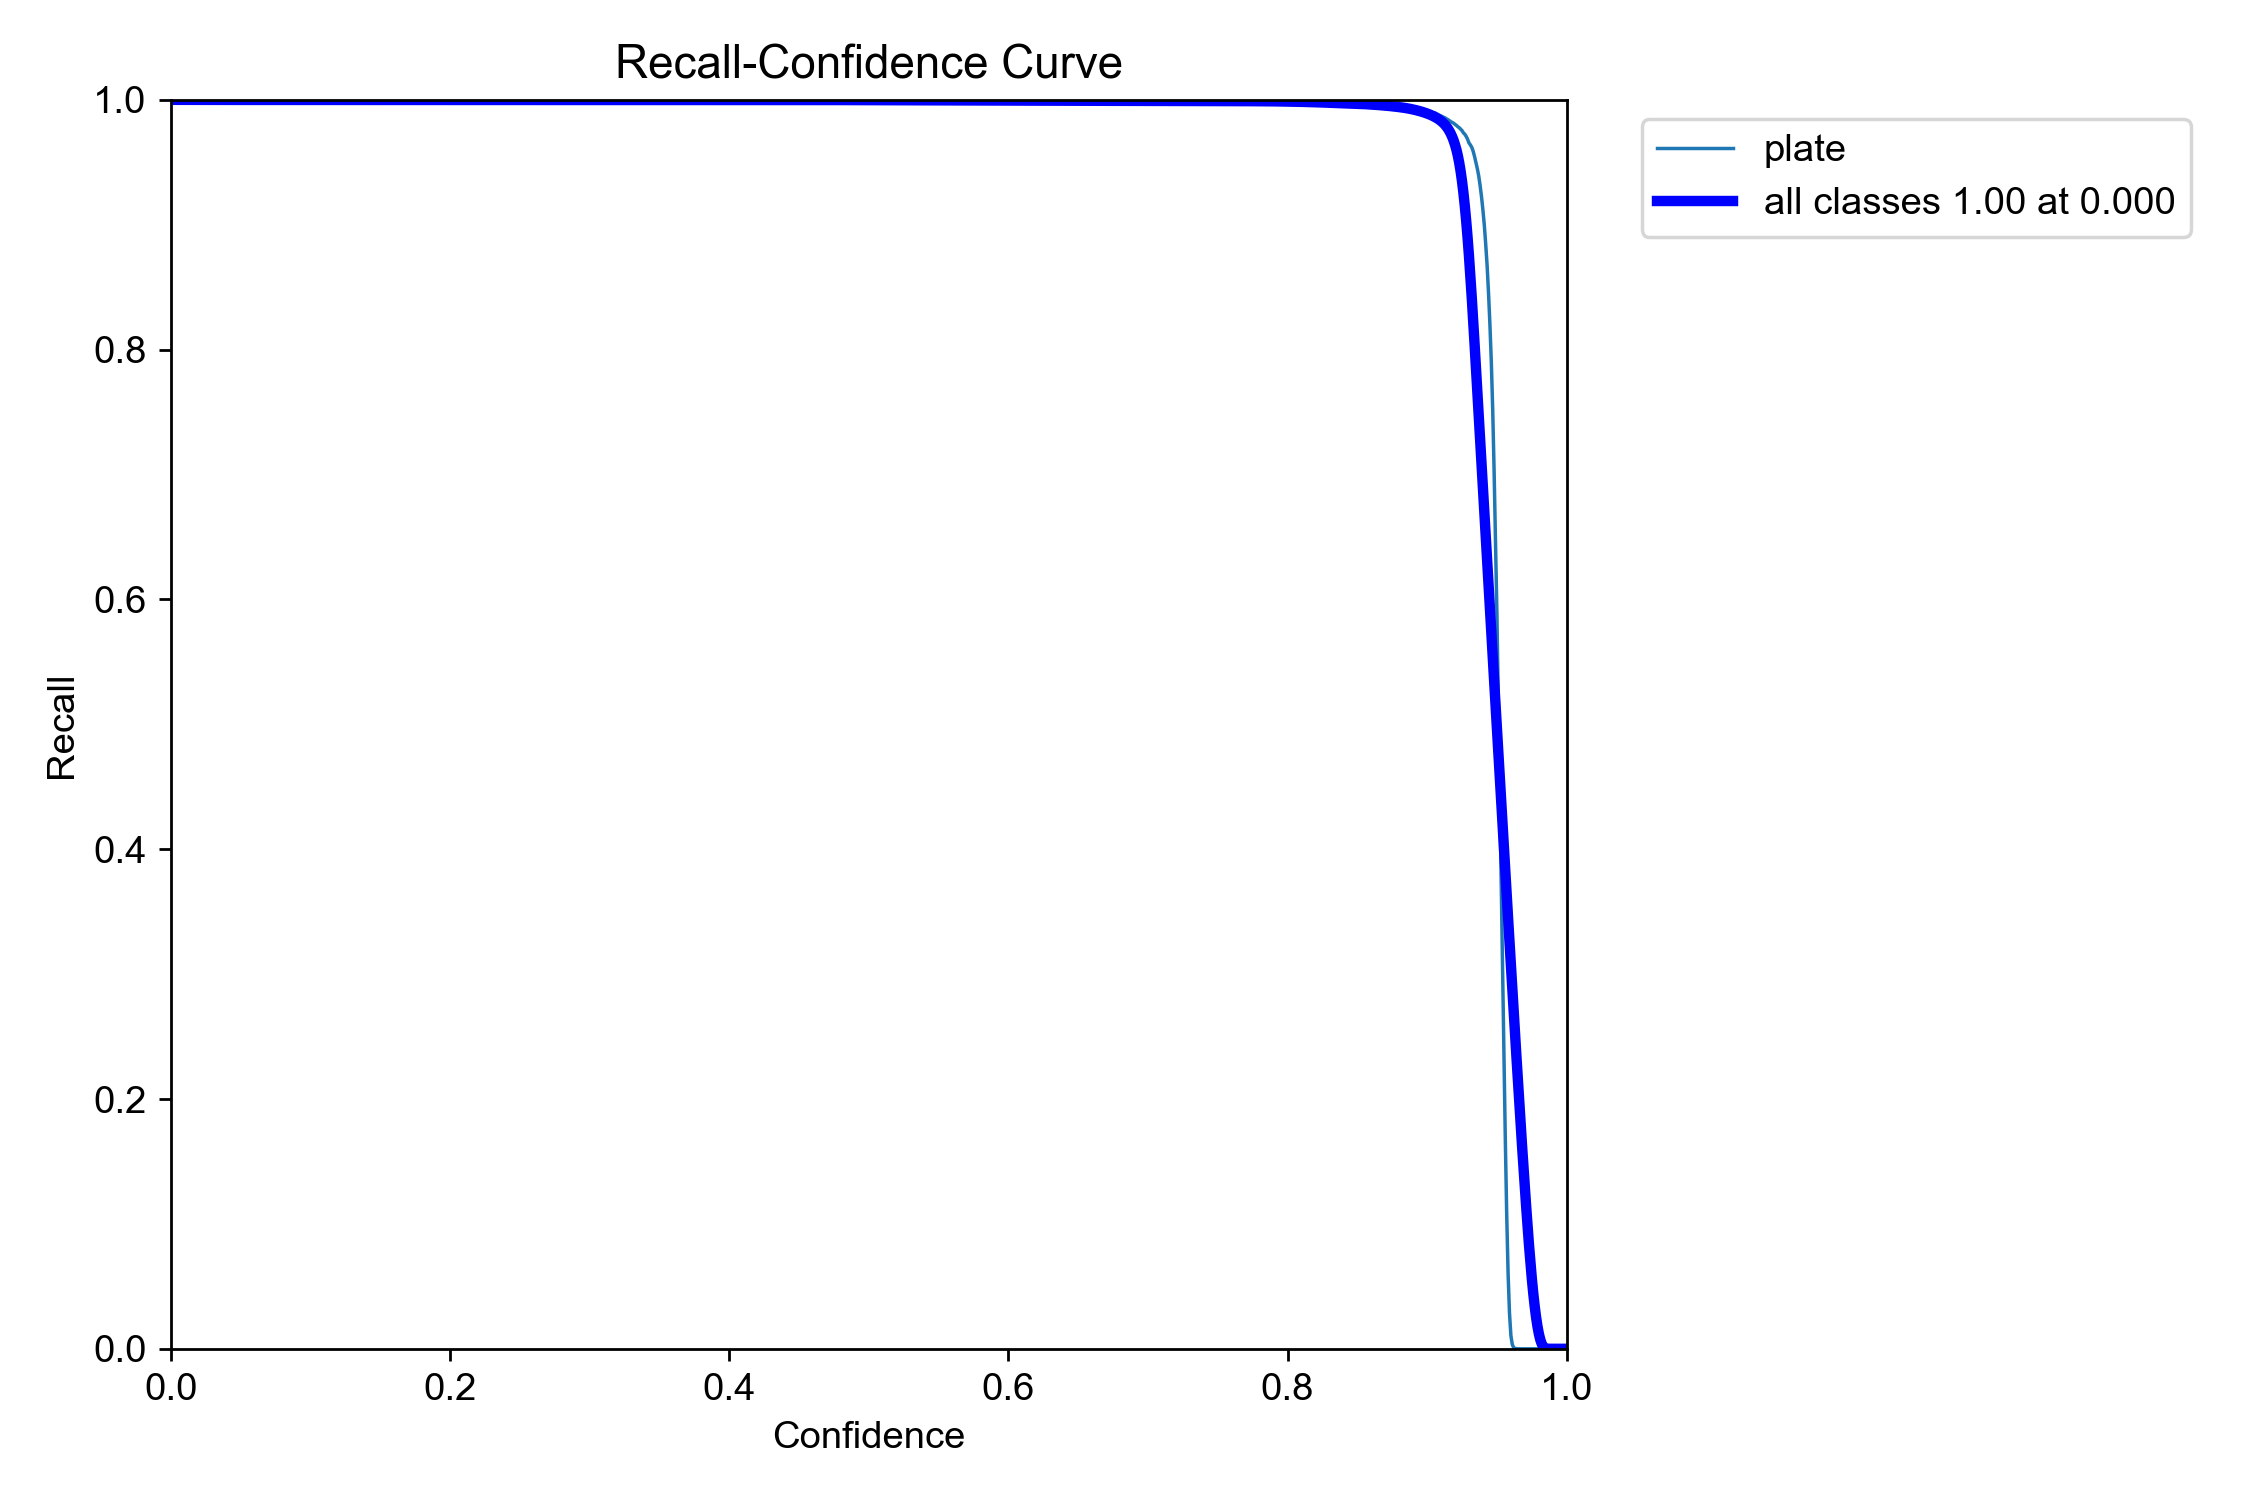 Recall-Confidence Curve
plate
all classes 1.00 at 0.000
1.0
0.8
0.6
0.4
0.2
0.0
Recall
0.0 0.2 0.4 0.6 0.8 1.0
Confidence